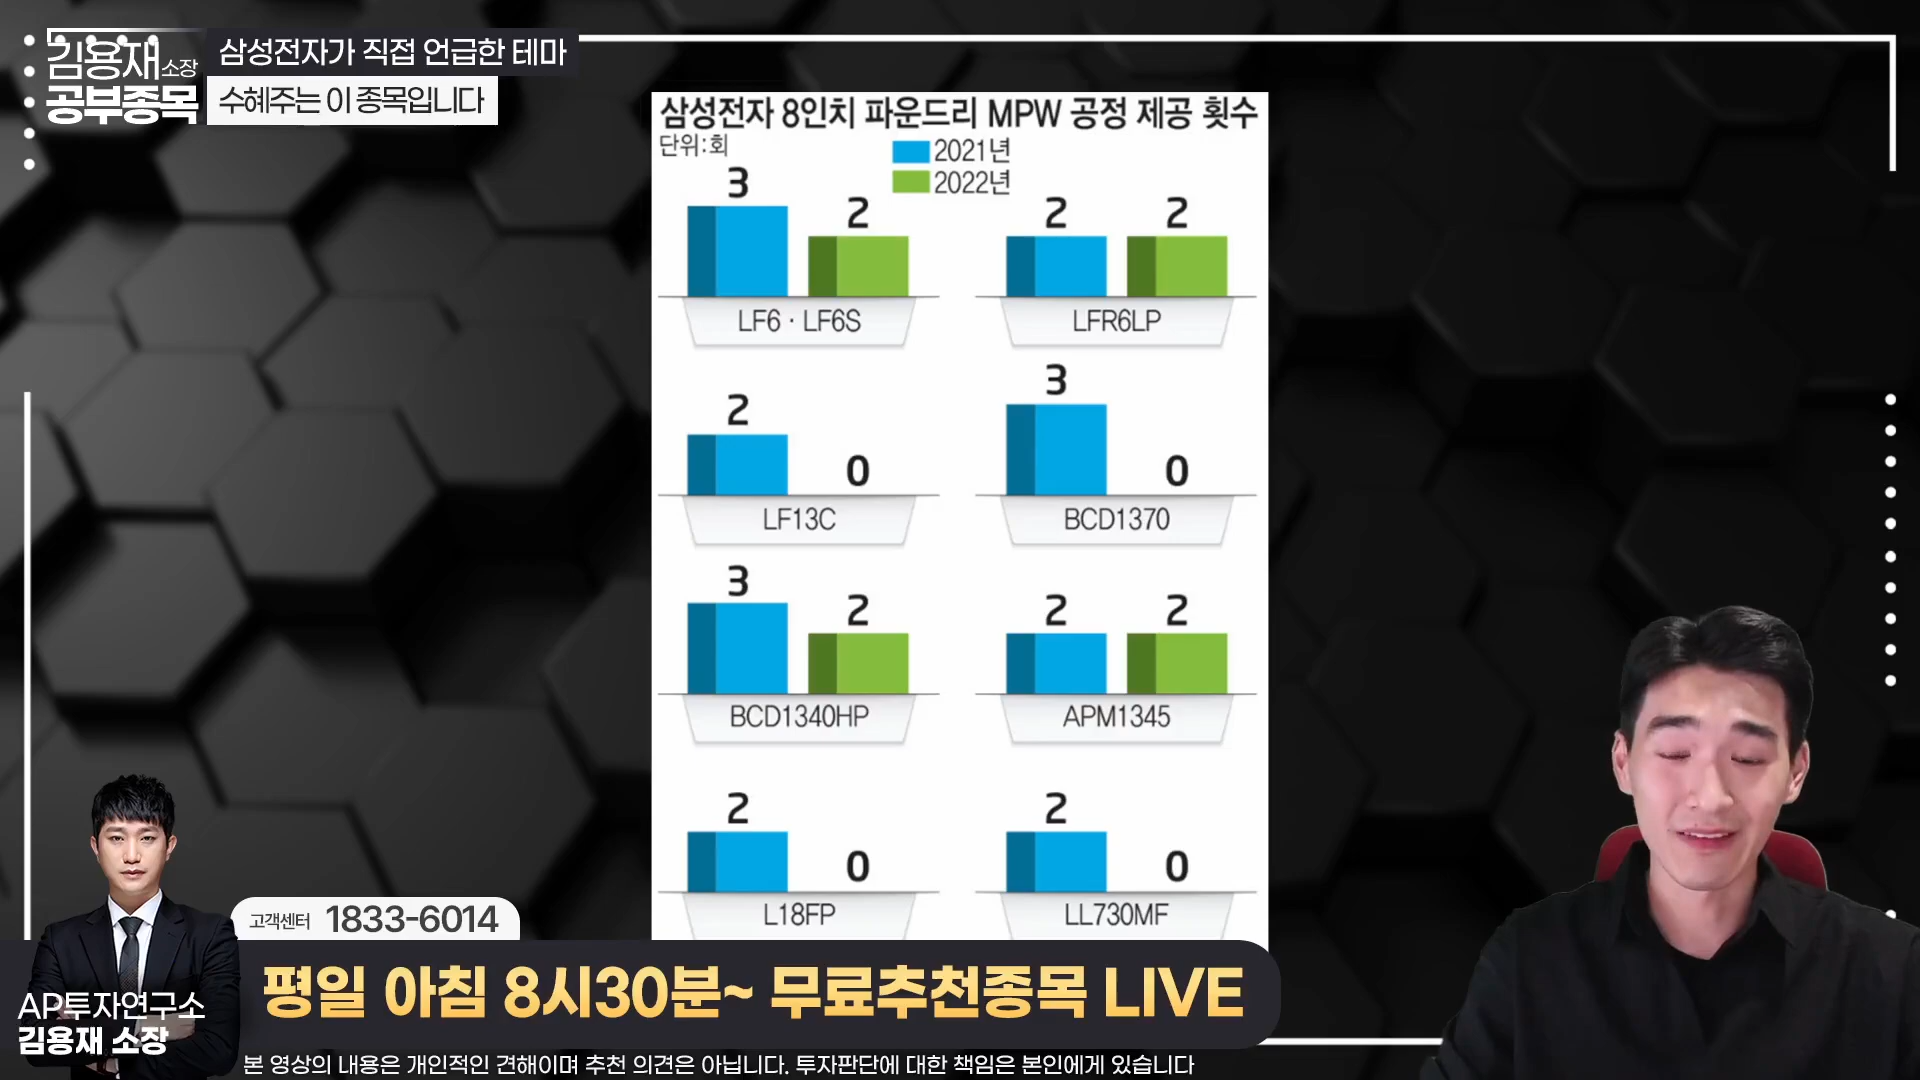 김용재 소장
공부종목
삼성전자가 직접 언급한 테마
수혜주는 이 종목입니다
삼성전자 8인치 파운드리 MPW 공정 제공 횟수
단위:회
2021년
2022년
3
2
LF6 · LF6S
2
2
LFR6LP
2
0
LF13C
3
0
BCD1370
3
2
BCD1340HP
2
2
APM1345
2
0
L18FP
2
0
LL730MF
고객센터 1833-6014
평일 아침 8시30분~ 무료추천종목 LIVE
AP투자연구소
김용재 소장
본 영상의 내용은 개인적인 견해이며 추천 의견은 아닙니다. 투자판단에 대한 책임은 본인에게 있습니다